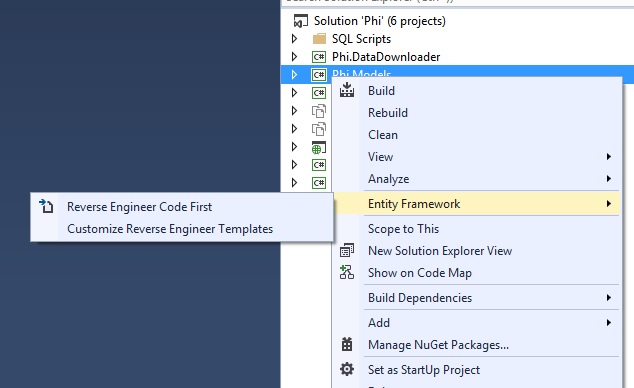 Solution 'Phi' (6 projects)
SQL Scripts
Phi.DataDownloader
Phi.Models
Build
Rebuild
Clean
View
Analyze
Entity Framework
Reverse Engineer Code First
Customize Reverse Engineer Templates
Scope to This
New Solution Explorer View
Show on Code Map
Build Dependencies
Add
Manage NuGet Packages...
Set as StartUp Project